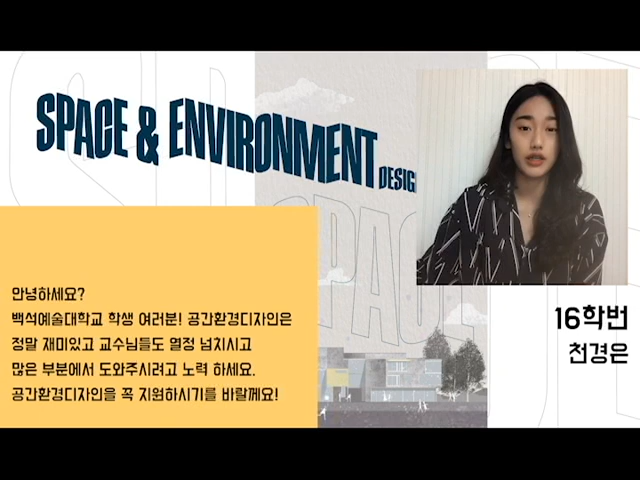 SPACE & ENVIRONMENT DESIG
SPACE
안녕하세요?
백석예술대학교 학생 여러분! 공간환경디자인은
정말 재미있고 교수님들도 열정 넘치시고
많은 부분에서 도와주시려고 노력 하세요.
공간환경디자인을 꼭 지원하시기를 바랄께요!
16학번
천경은